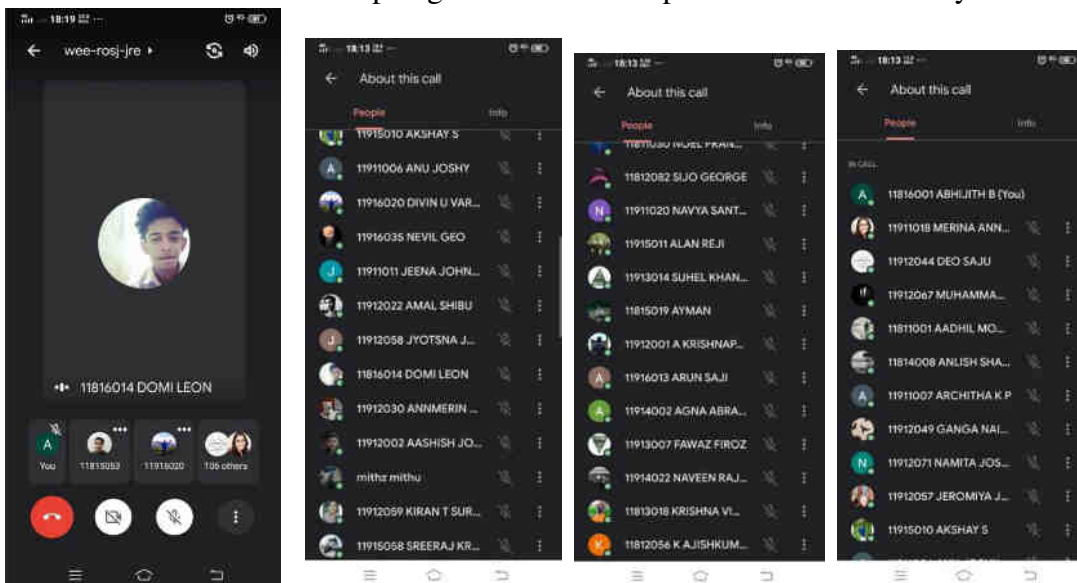 18:19
wee-rosj-jre
11816014 DOMI LEON
A
You
11815053
11916020
106 others
18:13
About this call
People
Info
11915010 AKSHAY S
A
11911006 ANU JOSHY
11916020 DIVIN U VAR...
11916035 NEVIL GEO
J
11911011 JEENA JOHN...
11912022 AMAL SHIBU
J
11912058 JYOTSNA J...
11816014 DOMI LEON
11912030 ANNMERIN ...
11912002 AASHISH JO...
mithz mithu
11912059 KIRAN T SUR...
11915058 SREERAJ KR...
18:13
About this call
People
Info
11811030 NOEL PRAN...
11812082 SIJO GEORGE
N
11911020 NAVYA SANT...
11915011 ALAN REJI
11913014 SUHEL KHAN...
11815019 AYMAN
11912001 A KRISHNAP...
A
11916013 ARUN SAJI
A
11914002 AGNA ABRA...
11913007 FAWAZ FIROZ
11914022 NAVEEN RAJ...
11813018 KRISHNA VI...
K
11812056 K AJISHKUM...
18:13
About this call
People
Info
IN CALL
A
11816001 ABHIJITH B (You)
11911018 MERINA ANN...
11912044 DEO SAJU
11912067 MUHAMMA...
11811001 AADHIL MO...
11814008 ANLISH SHA...
A
11911007 ARCHITHA K P
11912049 GANGA NAI...
N
11912071 NAMITA JOS...
11912057 JEROMIYA J...
11915010 AKSHAY S